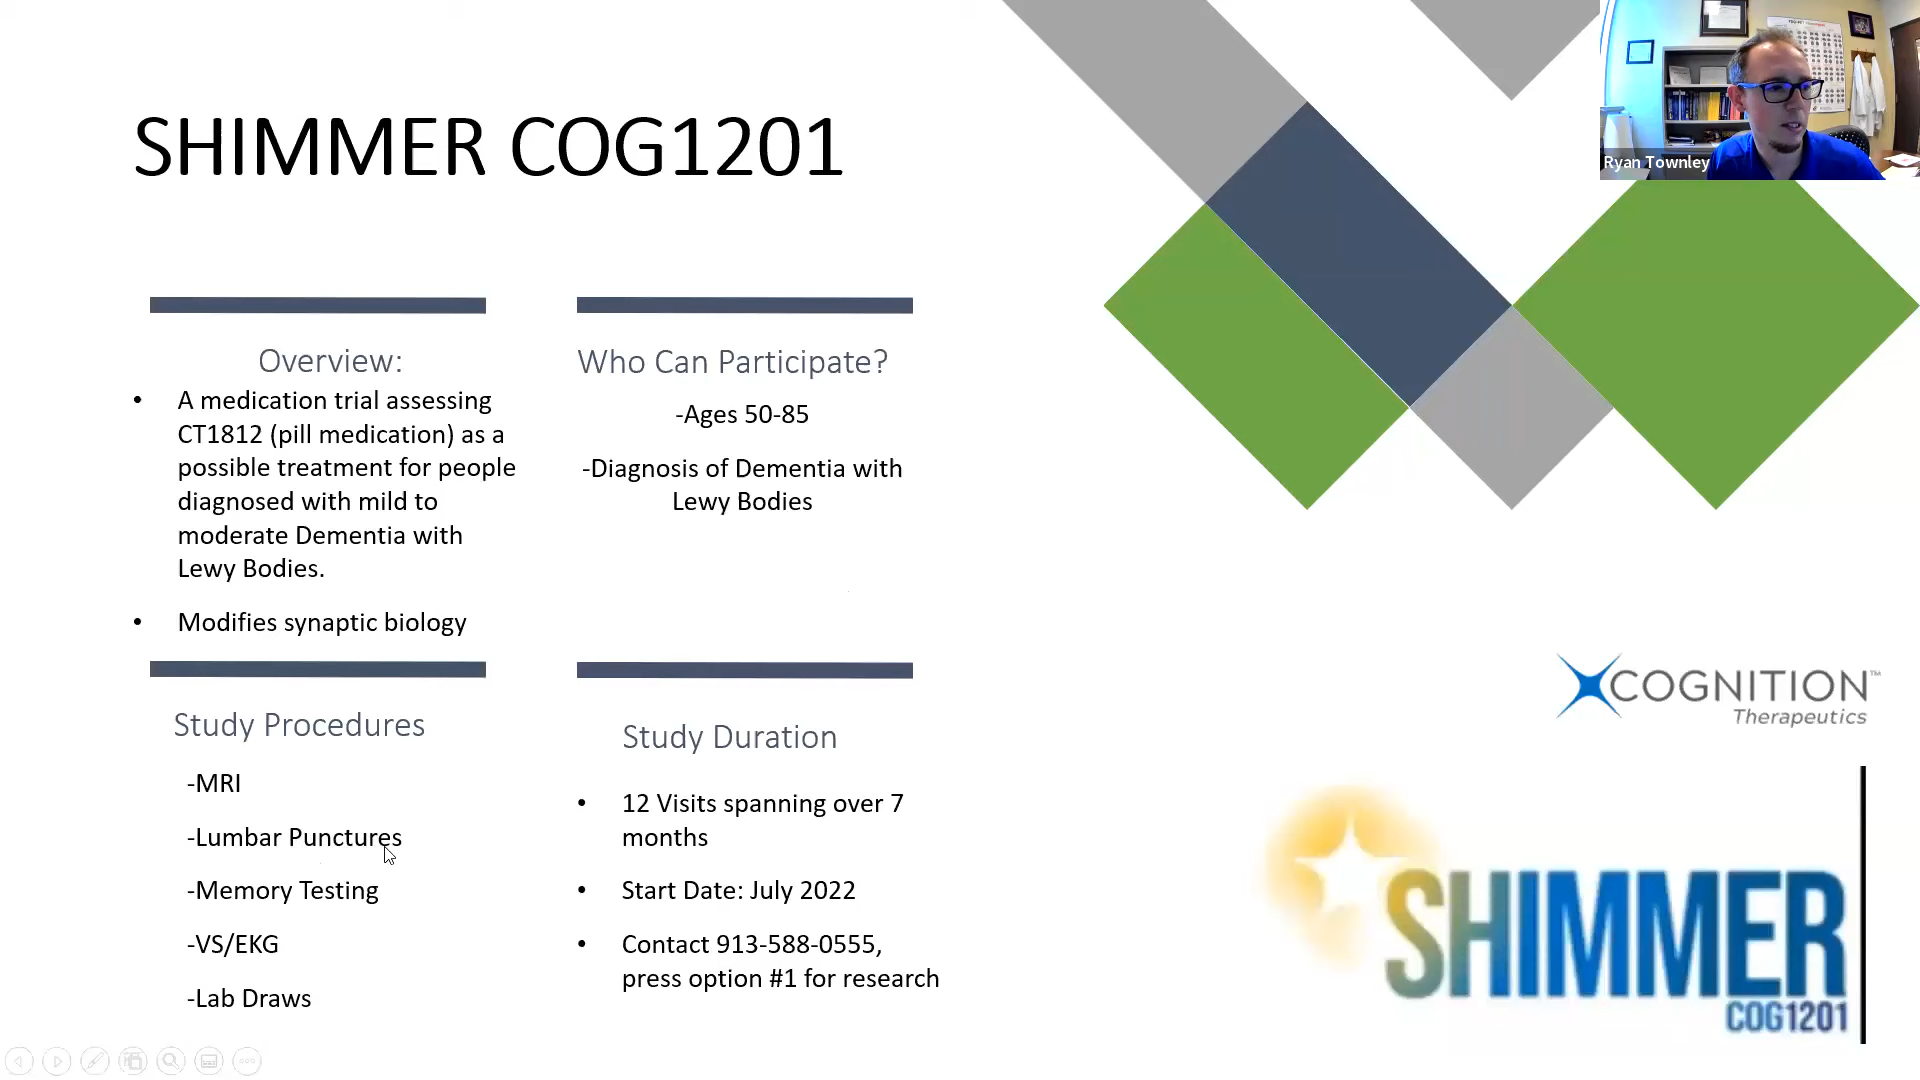 SHIMMER COG1201
Ryan Townley
Overview:
• A medication trial assessing
CT1812 (pill medication) as a
possible treatment for people
diagnosed with mild to
moderate Dementia with
Lewy Bodies.
• Modifies synaptic biology
Who Can Participate?
-Ages 50-85
-Diagnosis of Dementia with
Lewy Bodies
Study Procedures
-MRI
-Lumbar Punctures
-Memory Testing
-VS/EKG
-Lab Draws
Study Duration
• 12 Visits spanning over 7
months
• Start Date: July 2022
• Contact 913-588-0555,
press option #1 for research
COGNITION™
Therapeutics
SHIMMER
COG1201